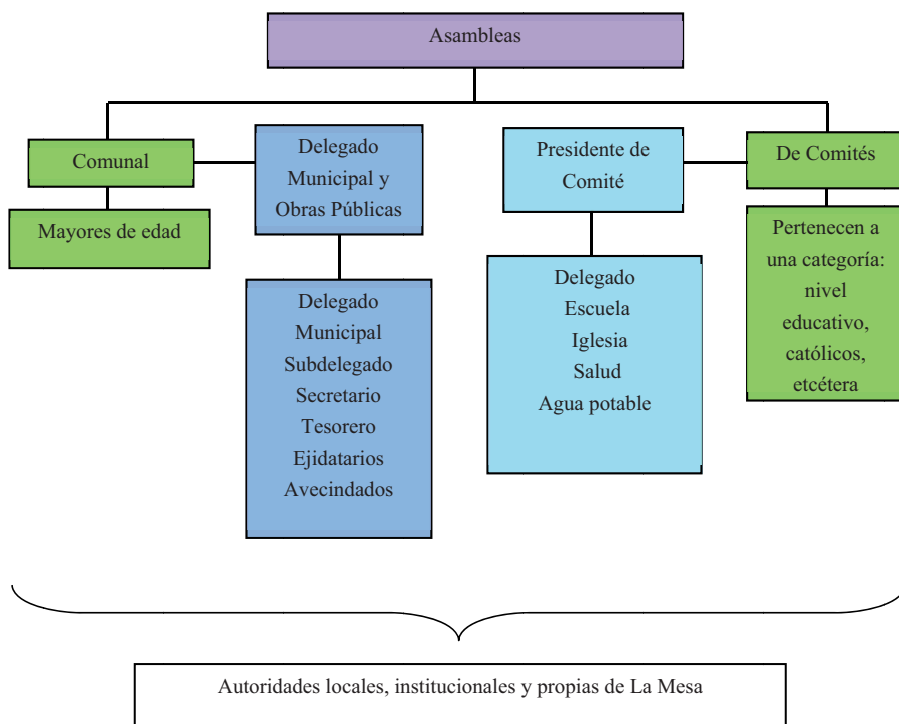 Asambleas
Comunal
Mayores de edad
Delegado
Municipal y
Obras Públicas
Delegado
Municipal
Subdelegado
Secretario
Tesorero
Ejidatarios
Avecindados
Presidente de
Comité
Delegado
Escuela
Iglesia
Salud
Agua potable
De Comités
Pertenecen a
una categoría:
nivel
educativo,
católicos,
etcétera
Autoridades locales, institucionales y propias de La Mesa